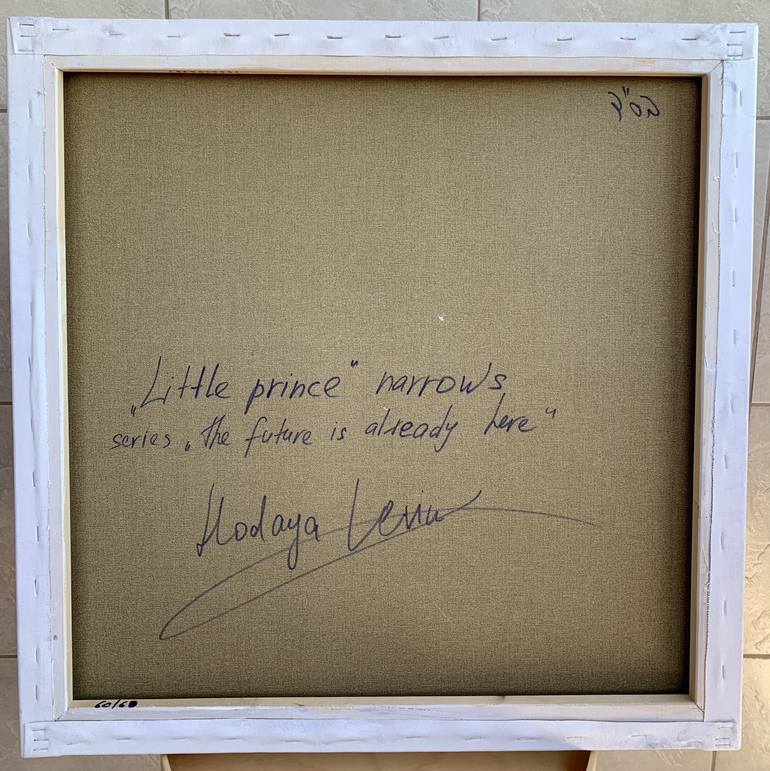 בס"ד
„Little prince“ narrows
series „the future is already here“
Hodaya Levin
60/60